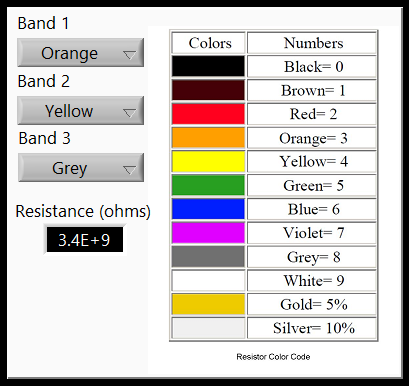 Band 1
Orange
Band 2
Yellow
Band 3
Grey
Resistance (ohms)
3.4E+9
Colors Numbers
Black= 0
Brown= 1
Red= 2
Orange= 3
Yellow= 4
Green= 5
Blue= 6
Violet= 7
Grey= 8
White= 9
Gold= 5%
Silver= 10%
Resistor Color Code